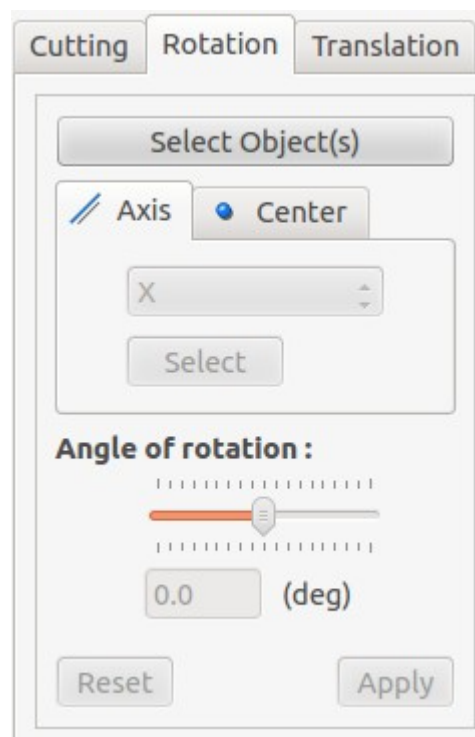 Cutting Rotation Translation
Select Object(s)
Axis Center
X
Select
Angle of rotation :
0.0 (deg)
Reset Apply